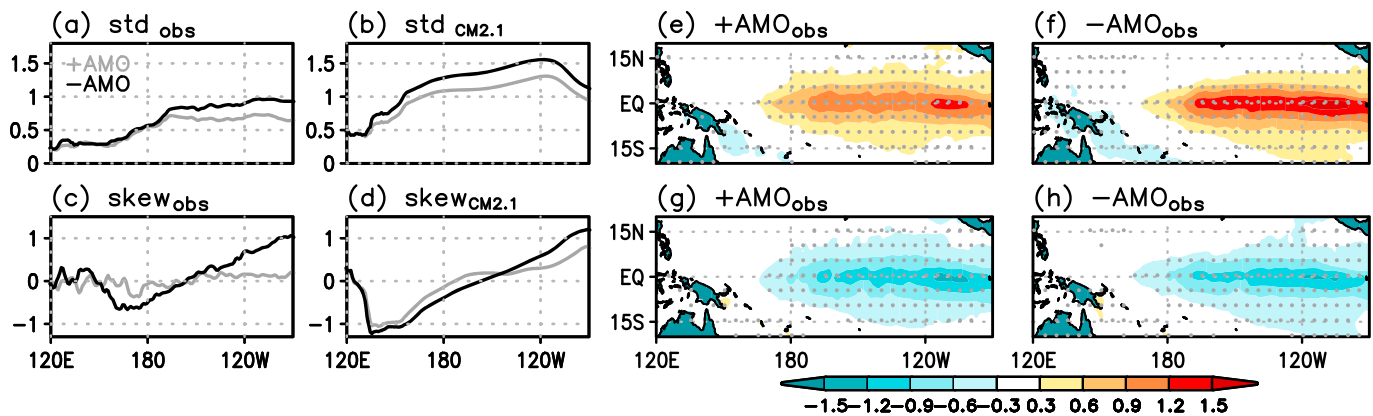 (a) std obs
(b) std CM2.1
(e) +AMOobs
(f) −AMOobs
1.5
1
0.5
0
+AMO
−AMO
1.5
1
0.5
0
15N
EQ
15S
15N
EQ
15S
(c) skewobs
(d) skewCM2.1
(g) +AMOobs
(h) −AMOobs
1
0
−1
1
0
−1
15N
EQ
15S
15N
EQ
15S
120E 180 120W
120E 180 120W
120E 180 120W
120E 180 120W
−1.5 −1.2 −0.9 −0.6 −0.3 0.3 0.6 0.9 1.2 1.5